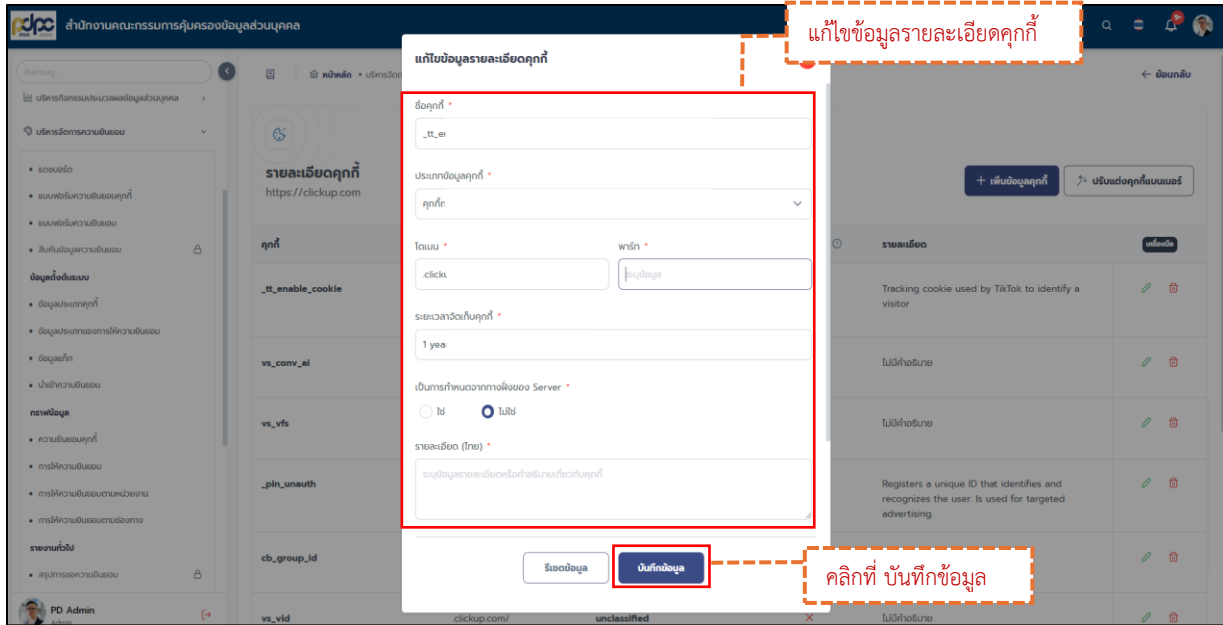 pdpc สำนักงานคณะกรรมการคุ้มครองข้อมูลส่วนบุคคล
แก้ไขข้อมูลรายละเอียดคุกกี้
ค้นหาเมนู...
หน้าหลัก • บริหารจัด
ย้อนกลับ
บริหารกิจกรรมประมวลผลข้อมูลส่วนบุคคล
บริหารจัดการความยินยอม
แดชบอร์ด
แบบฟอร์มความยินยอมคุกกี้
แบบฟอร์มความยินยอม
สืบค้นข้อมูลความยินยอม
ข้อมูลตั้งต้นระบบ
ข้อมูลประเภทคุกกี้
ข้อมูลประเภทของการให้ความยินยอม
ข้อมูลแท็ก
นำเข้าความยินยอม
กราฟข้อมูล
ความยินยอมคุกกี้
การให้ความยินยอม
การให้ความยินยอมตามหน่วยงาน
การให้ความยินยอมตามช่องทาง
รายงานทั่วไป
สรุปการขอความยินยอม
PD Admin
Admin
รายละเอียดคุกกี้
https://clickup.com
+ เพิ่มข้อมูลคุกกี้
ปรับแต่งคุกกี้แบนเนอร์
คุกกี้
รายละเอียด
เครื่องมือ
_tt_enable_cookie
Tracking cookie used by TikTok to identify a
visitor
vs_conv_ai
ไม่มีคำอธิบาย
vs_vfs
ไม่มีคำอธิบาย
_pin_unauth
Registers a unique ID that identifies and
recognizes the user. Is used for targeted
advertising.
cb_group_id
vs_vid .clickup.com/ unclassified ไม่มีคำอธิบาย
แก้ไขข้อมูลรายละเอียดคุกกี้
ชื่อคุกกี้ *
_tt_er
ประเภทข้อมูลคุกกี้ *
โดเมน * พาร์ท *
.clicku ระบุข้อมูล
ระยะเวลาจัดเก็บคุกกี้ *
1 yea
เป็นการกำหนดจากทางฝั่งของ Server *
ใช่ ไม่ใช่
รายละเอียด (ไทย) *
ระบุข้อมูลรายละเอียดหรือคำอธิบายเกี่ยวกับคุกกี้
รีเซตข้อมูล บันทึกข้อมูล
คลิกที่ บันทึกข้อมูล